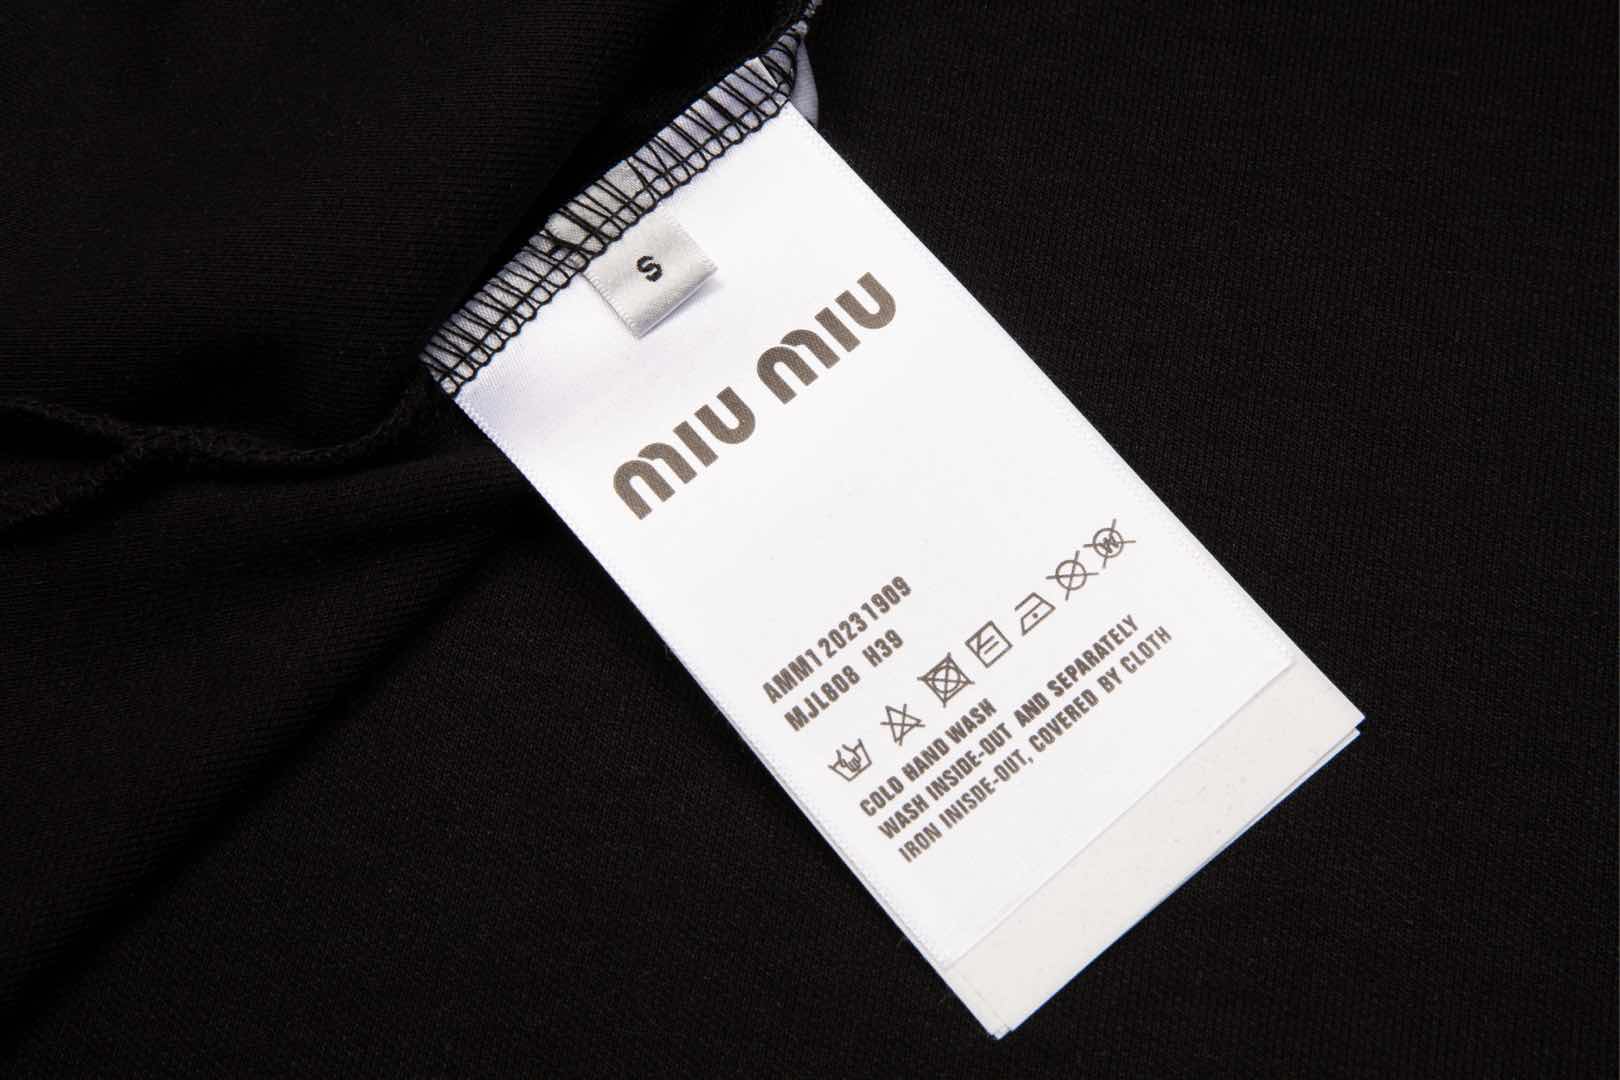 S
MIU MIU
AMM1 20231909
MJL808 H39
W
COLD HAND WASH
WASH INSIDE-OUT AND SEPARATELY
IRON INISDE-OUT, COVERED BY CLOTH